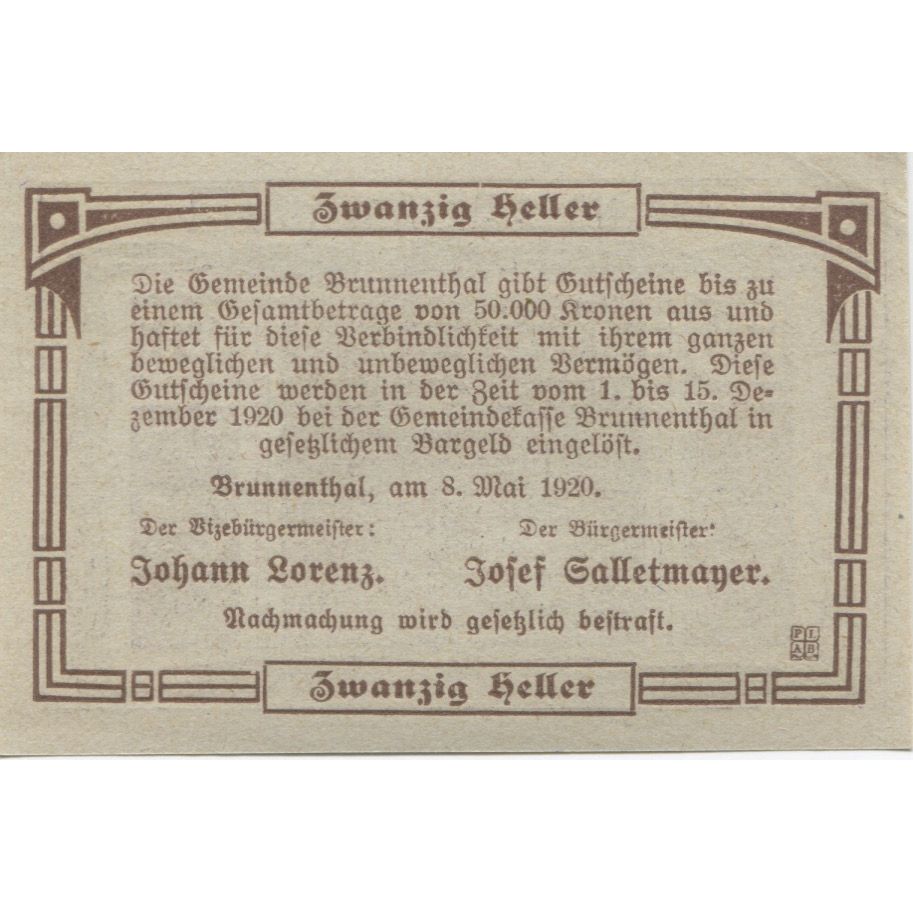 Zwanzig Heller
Die Gemeinde Brunnenthal gibt Gutscheine bis zu
einem Gesamtbetrage von 50.000 Kronen aus und
haftet für diese Verbindlichkeit mit ihrem ganzen
beweglichen und unbeweglichen Vermögen. Diese
Gutscheine werden in der Zeit vom 1. bis 15. De=
zember 1920 bei der Gemeindekasse Brunnenthal in
gesetzlichem Bargeld eingelöst.
Brunnenthal, am 8. Mai 1920.
Der Vizebürgermeister: Der Bürgermeister:
Johann Lorenz. Josef Salletmayer.
Nachmachung wird gesetzlich bestraft.
P I
A B
Zwanzig Heller